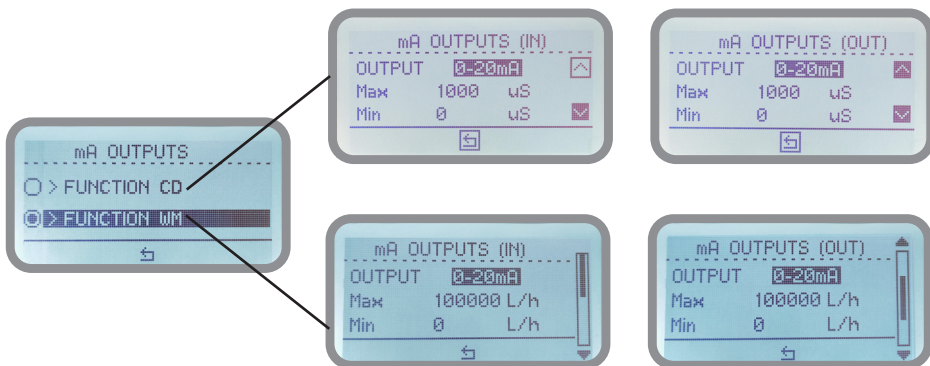 mA OUTPUTS
> FUNCTION CD
> FUNCTION WM
mA OUTPUTS (IN)
OUTPUT 0-20mA
Max 1000 uS
Min 0 uS
mA OUTPUTS (OUT)
OUTPUT 0-20mA
Max 1000 uS
Min 0 uS
mA OUTPUTS (IN)
OUTPUT 0-20mA
Max 100000 L/h
Min 0 L/h
mA OUTPUTS (OUT)
OUTPUT 0-20mA
Max 100000 L/h
Min 0 L/h